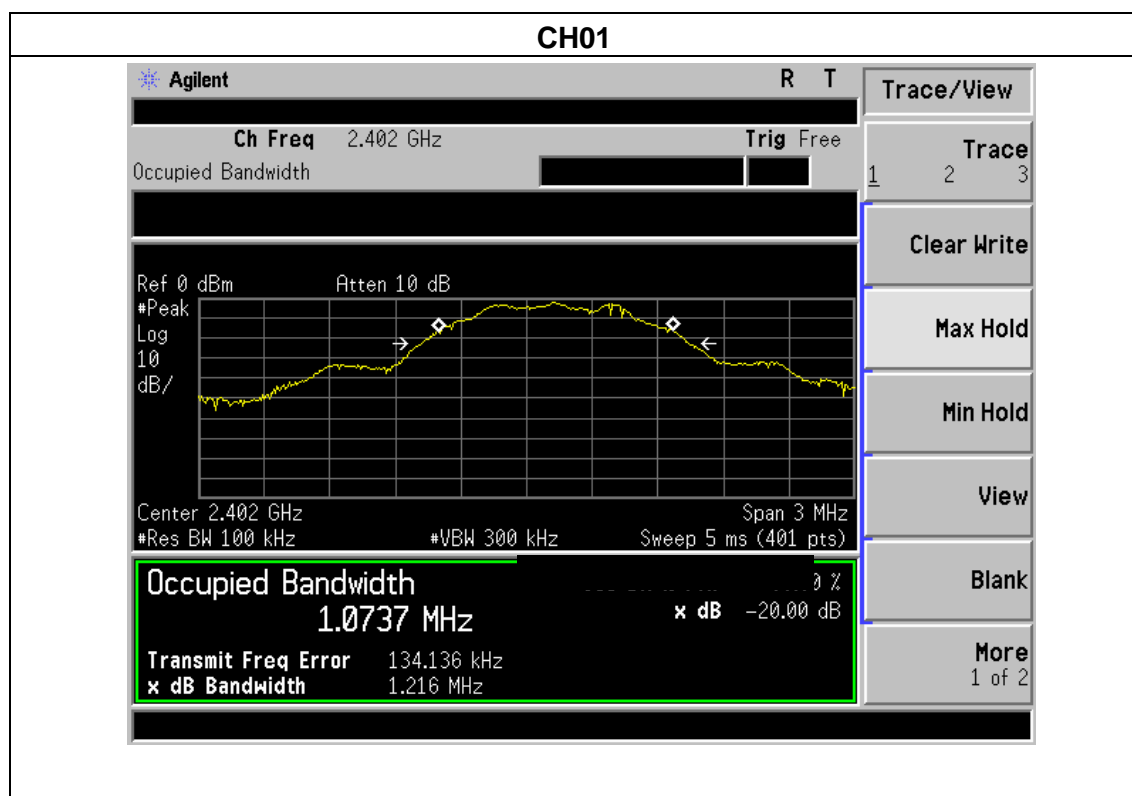 CH01
Agilent R T
Trace/View
Ch Freq 2.402 GHz Trig Free
Occupied Bandwidth
Trace
1 2 3
Clear Write
Max Hold
Min Hold
View
Blank
More
1 of 2
Ref 0 dBm Atten 10 dB
#Peak
Log
10
dB/
Center 2.402 GHz Span 3 MHz
#Res BW 100 kHz #VBW 300 kHz Sweep 5 ms (401 pts)
Occupied Bandwidth
%
1.0737 MHz
x dB -20.00 dB
Transmit Freq Error 134.136 kHz
x dB Bandwidth 1.216 MHz